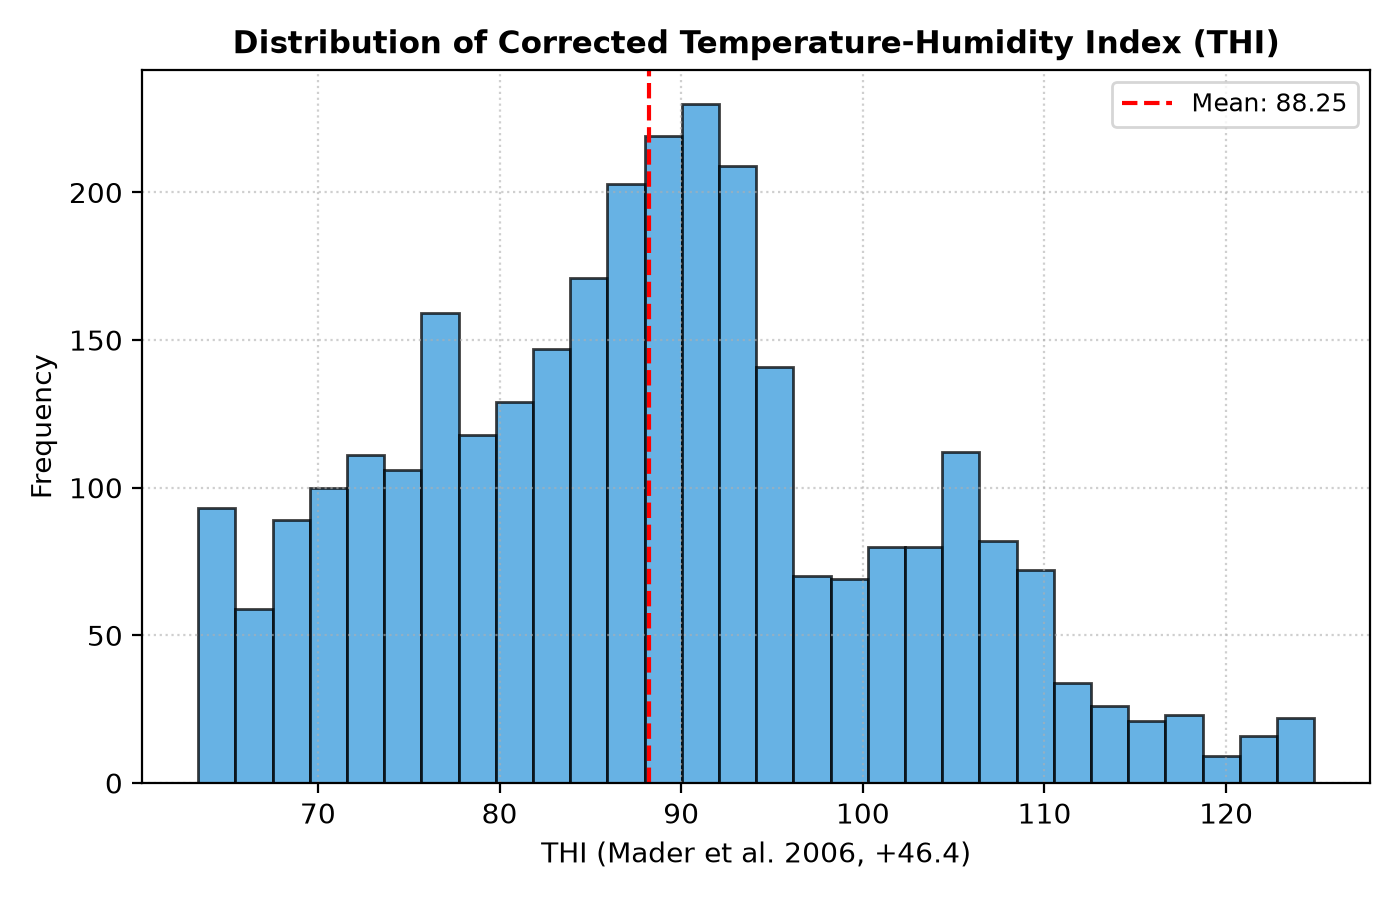 Distribution of Corrected Temperature-Humidity Index (THI)
Mean: 88.25
Frequency
200
150
100
50
0
70 80 90 100 110 120
THI (Mader et al. 2006, +46.4)